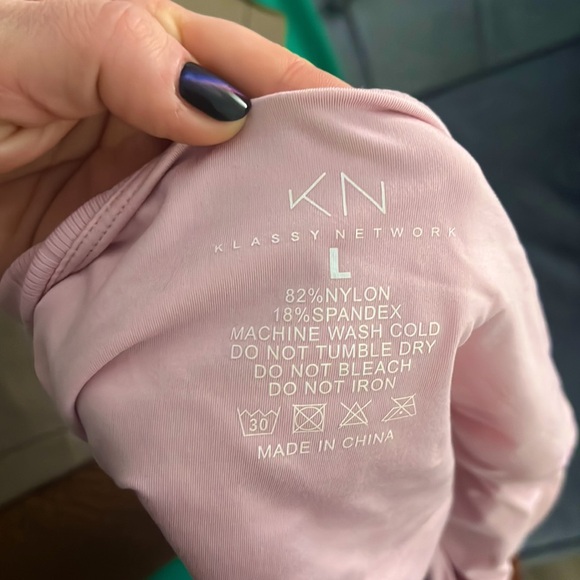 KN
KLASSY NETWORK
L
82%NYLON
18%SPANDEX
MACHINE WASH COLD
DO NOT TUMBLE DRY
DO NOT BLEACH
DO NOT IRON
30
MADE IN CHINA